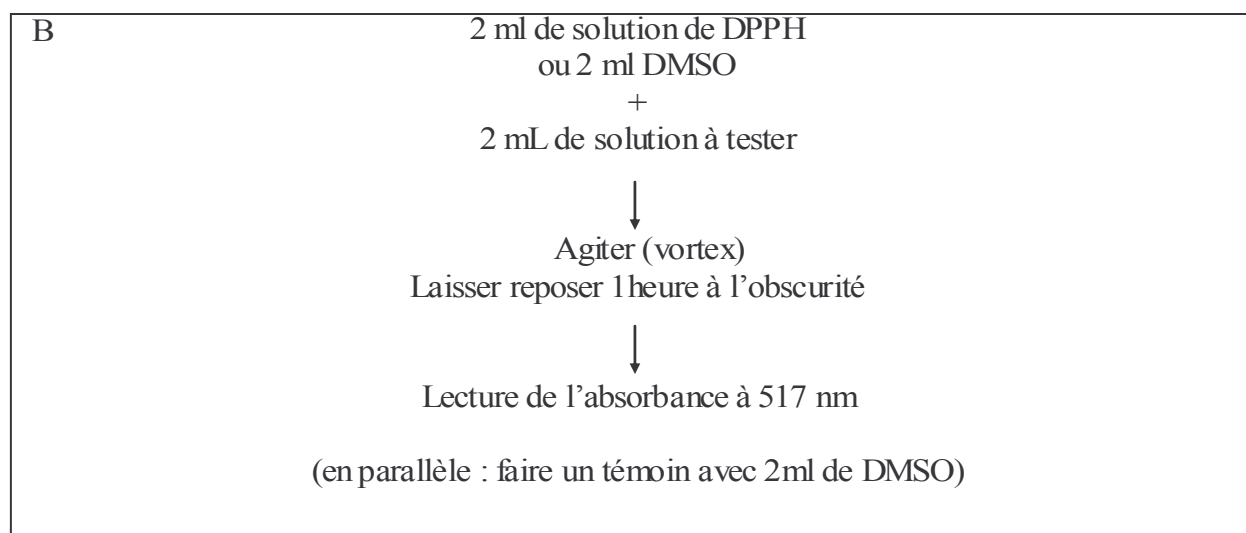 B
2 ml de solution de DPPH
ou 2 ml DMSO
+
2 mL de solution à tester
Agiter (vortex)
Laisser reposer 1heure à l'obscurité
Lecture de l'absorbance à 517 nm
(en parallèle : faire un témoin avec 2ml de DMSO)